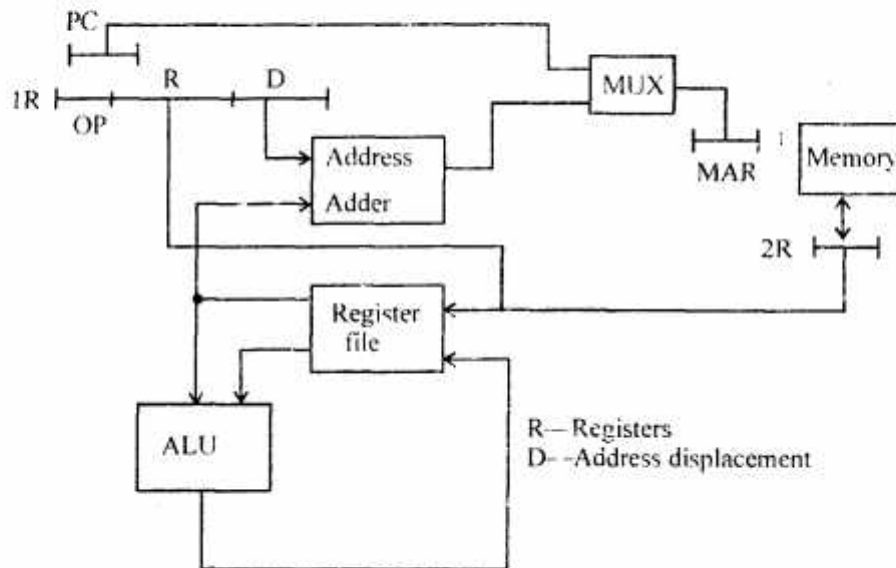 PC
R
D
1R
OP
MUX
MAR
Memory
Address
Adder
2R
Register
file
ALU
R— Registers
D- -Address displacement